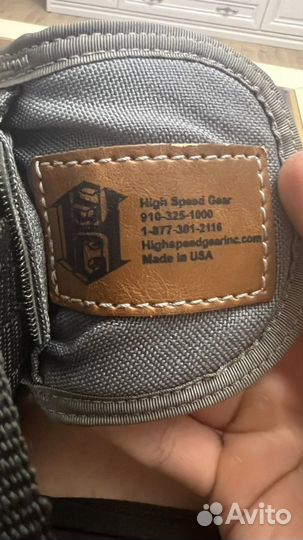 High Speed Gear
910-325-1000
1-877-381-2116
Highspeedgearinc.com
Made in USA
Avito